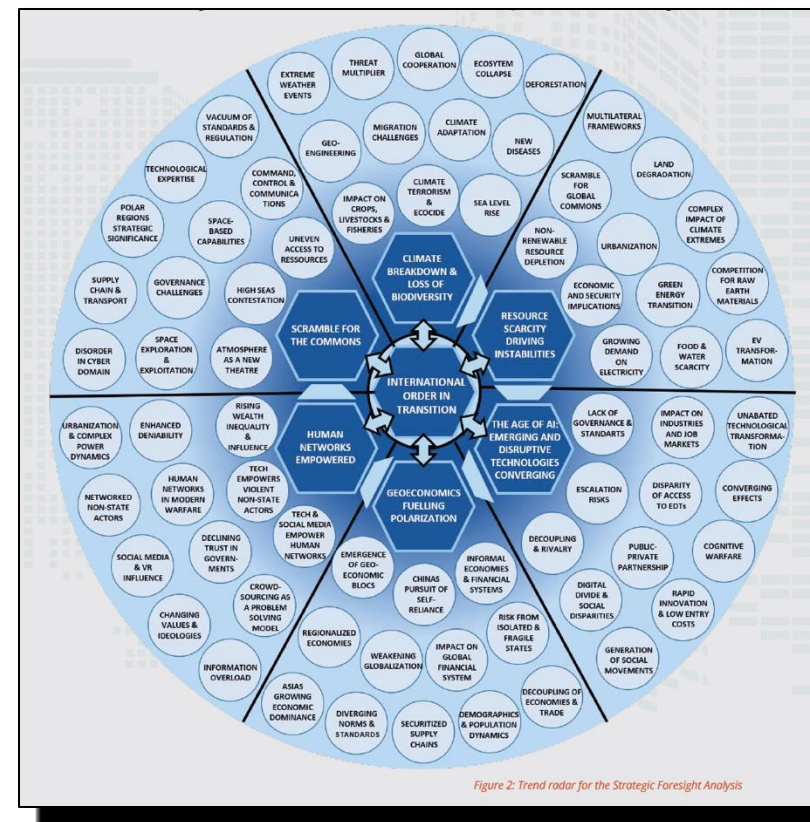 EXTREME
WEATHER
EVENTS
THREAT
MULTIPLIER
GLOBAL
COOPERATION
ECOSYTEM
COLLAPSE
DEFORESTATION
GEO-
ENGINEERING
MIGRATION
CHALLENGES
CLIMATE
ADAPTATION
NEW
DISEASES
IMPACT ON
CROPS,
LIVESTOCKS &
FISHERIES
CLIMATE
TERRORISM
&
ECOCIDE
SEA LEVEL
RISE
CLIMATE
BREAKDOWN &
LOSS OF
BIODIVERSITY
MULTILATERAL
FRAMEWORKS
LAND
DEGRADATION
SCRAMBLE
FOR
GLOBAL
COMMONS
COMPLEX
IMPACT OF
CLIMATE
EXTREMES
NON-
RENEWABLE
RESOURCE
DEPLETION
URBANIZATION
COMPETITION
FOR RAW
EARTH
MATERIALS
ECONOMIC
AND SECURITY
IMPLICATIONS
GREEN
ENERGY
TRANSITION
GROWING
DEMAND
ON
ELECTRICITY
FOOD &
WATER
SCARCITY
EV
TRANSFOR-
MATION
RESOURCE
SCARCITY
DRIVING
INSTABILITIES
VACUUM OF
STANDARDS &
REGULATION
TECHNOLOGICAL
EXPERTISE
COMMAND,
CONTROL &
COMMUNICA
TIONS
POLAR
REGIONS
STRATEGIC
SIGNIFICANCE
SPACE-
BASED
CAPABILITIES
UNEVEN
ACCESS TO
RESSOURCES
SUPPLY
CHAIN &
TRANSPORT
GOVERNANCE
CHALLENGES
HIGH SEAS
CONTESTATION
DISORDER
IN CYBER
DOMAIN
SPACE
EXPLORATION
&
EXPLOITATION
ATMOSPHERE
AS A NEW
THEATRE
SCRAMBLE FOR
THE COMMONS
INTERNATIONAL
ORDER IN
TRANSITION
HUMAN
NETWORKS
EMPOWERED
THE AGE OF AI:
EMERGING AND
DISRUPTIVE
TECHNOLOGIES
CONVERGING
GEOECONOMICS
FUELLING
POLARIZATION
URBANIZATION
& COMPLEX
POWER
DYNAMICS
ENHANCED
DENIABILITY
RISING
WEALTH
INEQUALITY
&
INFLUENCE
NETWORKED
NON-STATE
ACTORS
HUMAN
NETWORKS
IN MODERN
WARFARE
TECH
EMPOWERS
VIOLENT
NON-STATE
ACTORS
SOCIAL MEDIA
& VR
INFLUENCE
DECLINING
TRUST IN
GOVERN-
MENTS
TECH &
SOCIAL MEDIA
EMPOWER
HUMAN
NETWORKS
CHANGING
VALUES &
IDEOLOGIES
CROWD-
SOURCING AS
A PROBLEM
SOLVING
MODEL
INFORMATION
OVERLOAD
LACK OF
GOVERNANCE
& STANDARTS
IMPACT ON
INDUSTRIES
AND JOB
MARKETS
UNABATED
TECHNOLOGICAL
TRANSFORMA-
TION
ESCALATION
RISKS
DISPARITY
OF ACCESS
TO EDTs
CONVERGING
EFFECTS
DECOUPLING
& RIVALRY
PUBLIC-
PRIVATE
PARTNERSHIP
COGNITIVE
WARFARE
DIGITAL
DIVIDE &
SOCIAL
DISPARITIES
RAPID
INNOVATION
& LOW ENTRY
COSTS
GENERATION
OF SOCIAL
MOVEMENTS
EMERGENCE
OF GEO-
ECONOMIC
BLOCS
CHINAS
PURSUIT OF
SELF-
RELIANCE
INFORMAL
ECONOMIES
& FINANCIAL
SYSTEMS
REGIONALIZED
ECONOMIES
WEAKENING
GLOBALIZATION
IMPACT ON
GLOBAL
FINANCIAL
SYSTEM
RISK FROM
ISOLATED &
FRAGILE
STATES
ASIAS
GROWING
ECONOMIC
DOMINANCE
DIVERGING
NORMS &
STANDARDS
SECURITIZED
SUPPLY
CHAINS
DEMOGRAPHICS
& POPULATION
DYNAMICS
DECOUPLING OF
ECONOMIES &
TRADE
Figure 2: Trend radar for the Strategic Foresight Analysis